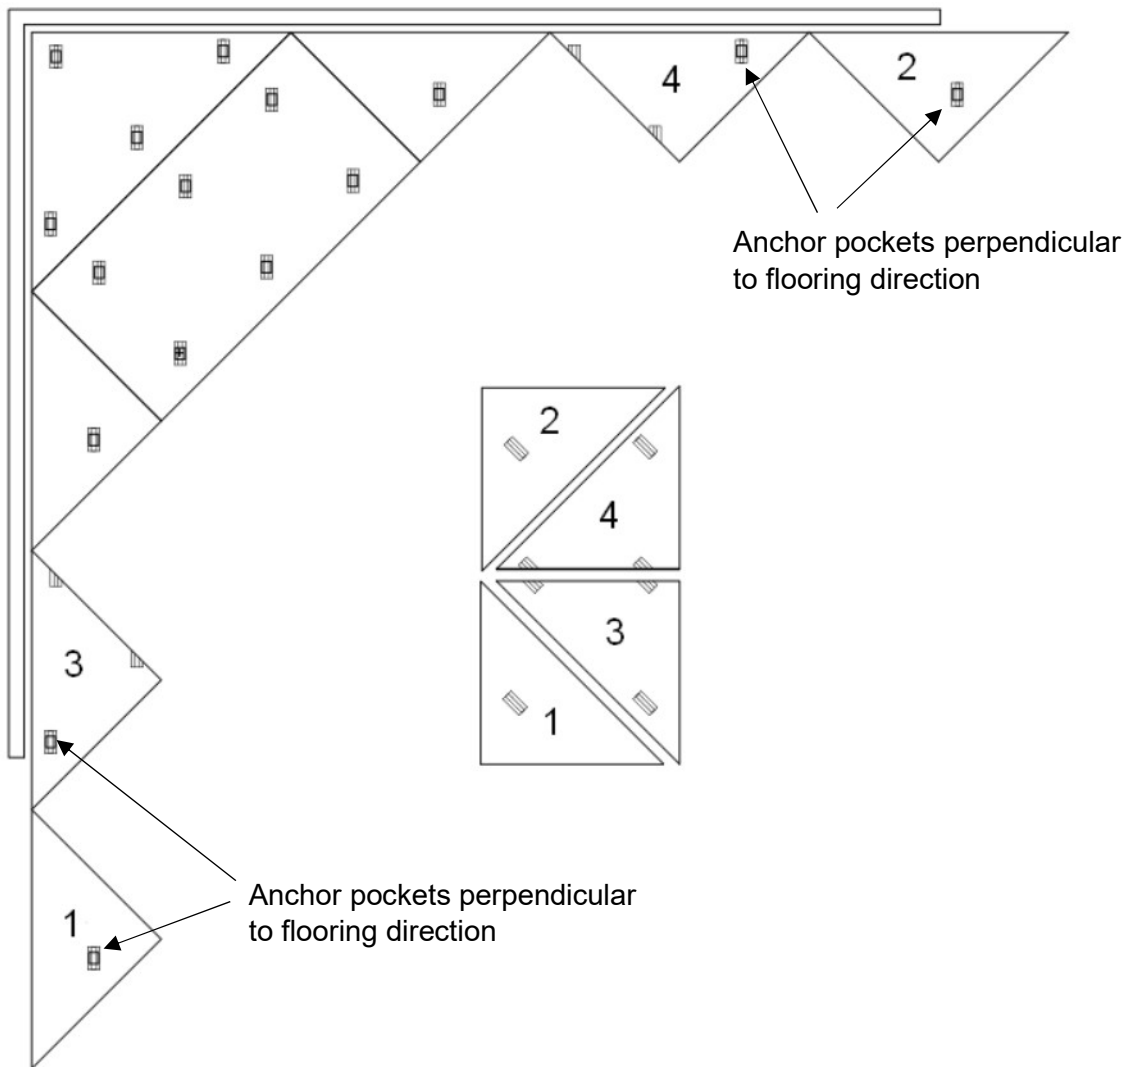 4
2
Anchor pockets perpendicular
to flooring direction
2
4
3
1
3
Anchor pockets perpendicular
to flooring direction
1